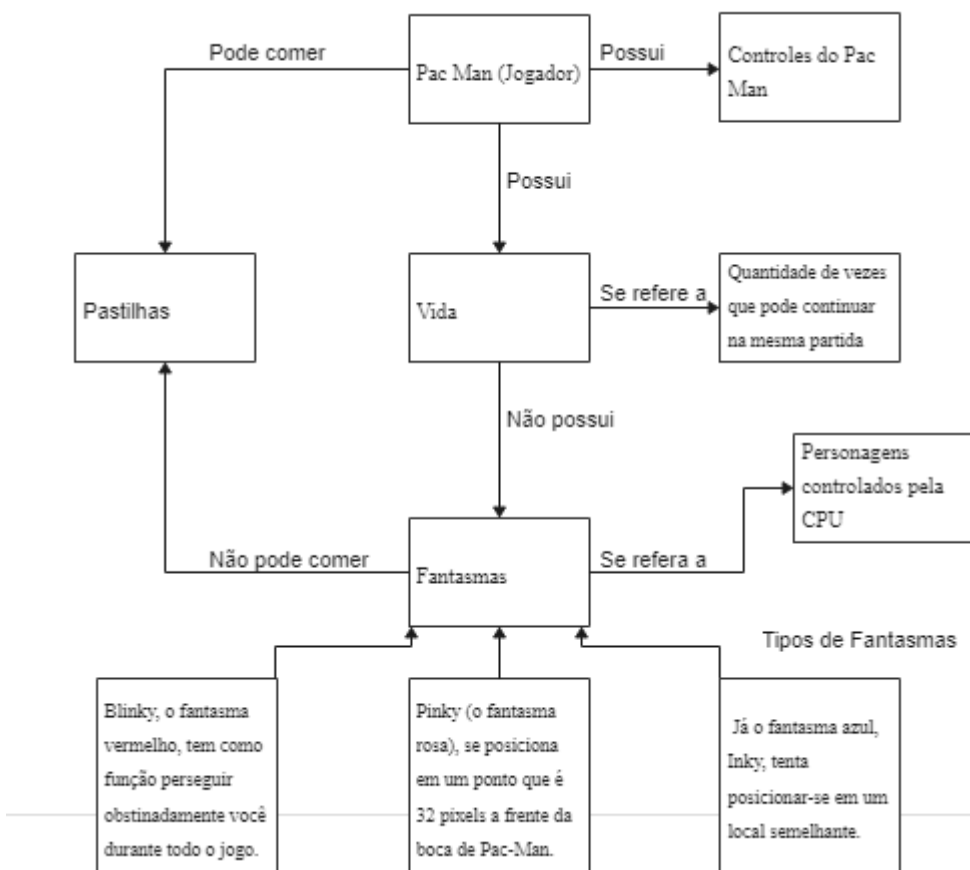 Pode comer
Pac Man (Jogador)
Possui
Controles do Pac
Man
Possui
Pastilhas
Vida
Se refere a
Quantidade de vezes
que pode continuar
na mesma partida
Não possui
Personagens
controlados pela
CPU
Não pode comer
Fantasmas
Se refera a
Tipos de Fantasmas
Blinky, o fantasma
vermelho, tem como
função perseguir
obstinadamente você
durante todo o jogo.
Pinky (o fantasma
rosa), se posiciona
em um ponto que é
32 pixels a frente da
boca de Pac-Man.
Já o fantasma azul,
Inky, tenta
posicionar-se em um
local semelhante.